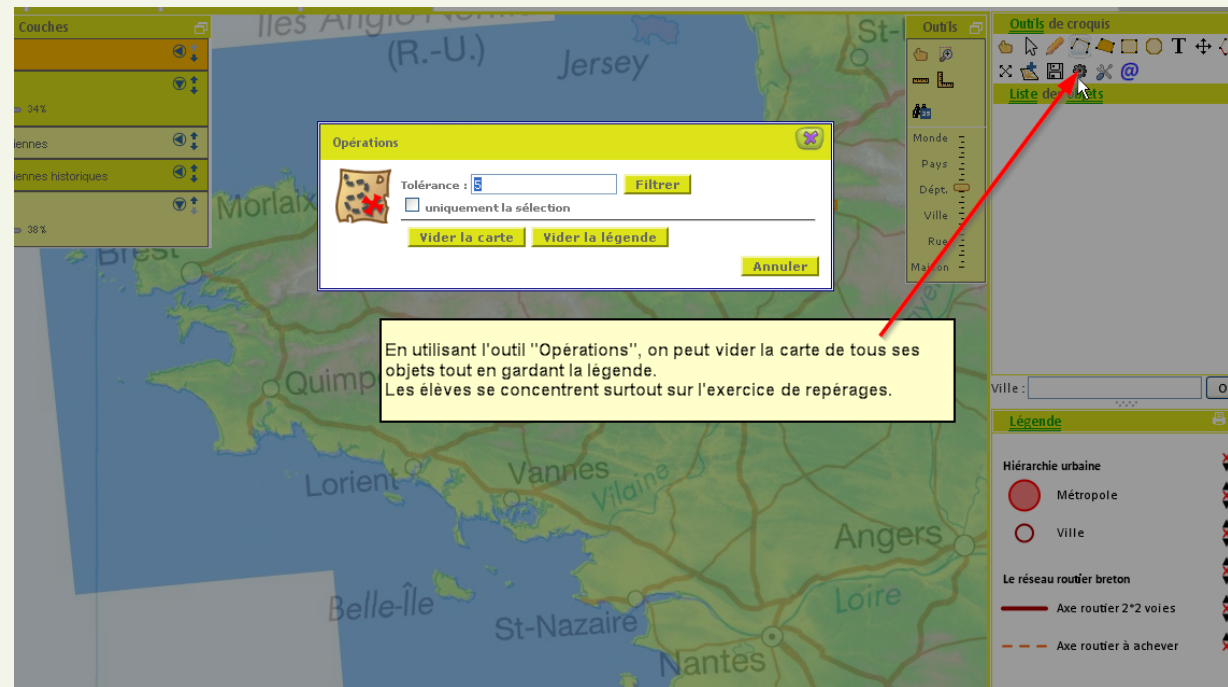 Couches
34%
iennes
iennes historiques
38%
Iles Anglo-Norm
(R.-U.)
Jersey
St-
Morlaix
Brest
Quimp
Lorient
Vannes
Vilaine
Belle-Île
St-Nazaire
Nantes
Angers
Loire
Opérations
Tolérance : 5
Filtrer
uniquement la sélection
Vider la carte Vider la légende
Annuler
En utilisant l'outil "Opérations", on peut vider la carte de tous ses
objets tout en gardant la légende.
Les élèves se concentrent surtout sur l'exercice de repérages.
Outils
Monde
Pays
Dépt.
Ville
Rue
Maison
Outils de croquis
T
@
Liste des objets
Ville :
O
Légende
Hiérarchie urbaine
Métropole
Ville
Le réseau routier breton
Axe routier 2*2 voies
Axe routier à achever